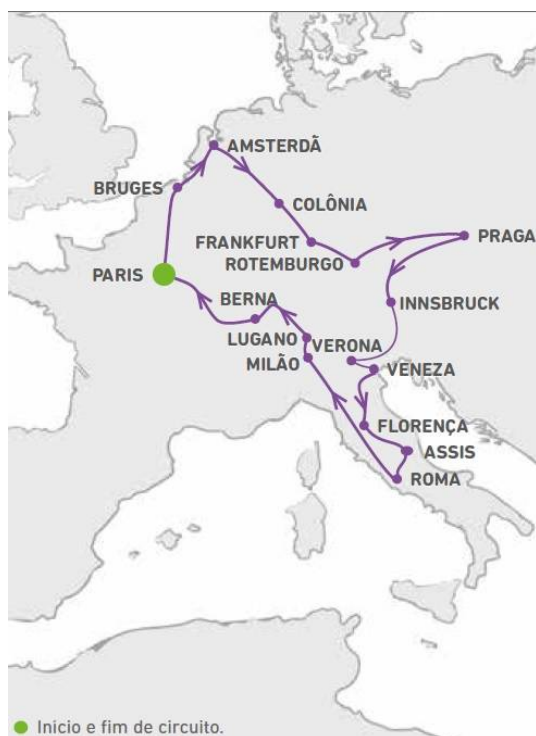 AMSTERDÃ
BRUGES
COLÔNIA
FRANKFURT
PRAGA
ROTEMBURGO
PARIS
BERNA
INNSBRUCK
LUGANO
VERONA
MILÃO
VENEZA
FLORENÇA
ASSIS
ROMA
Inicio e fim de circuito.